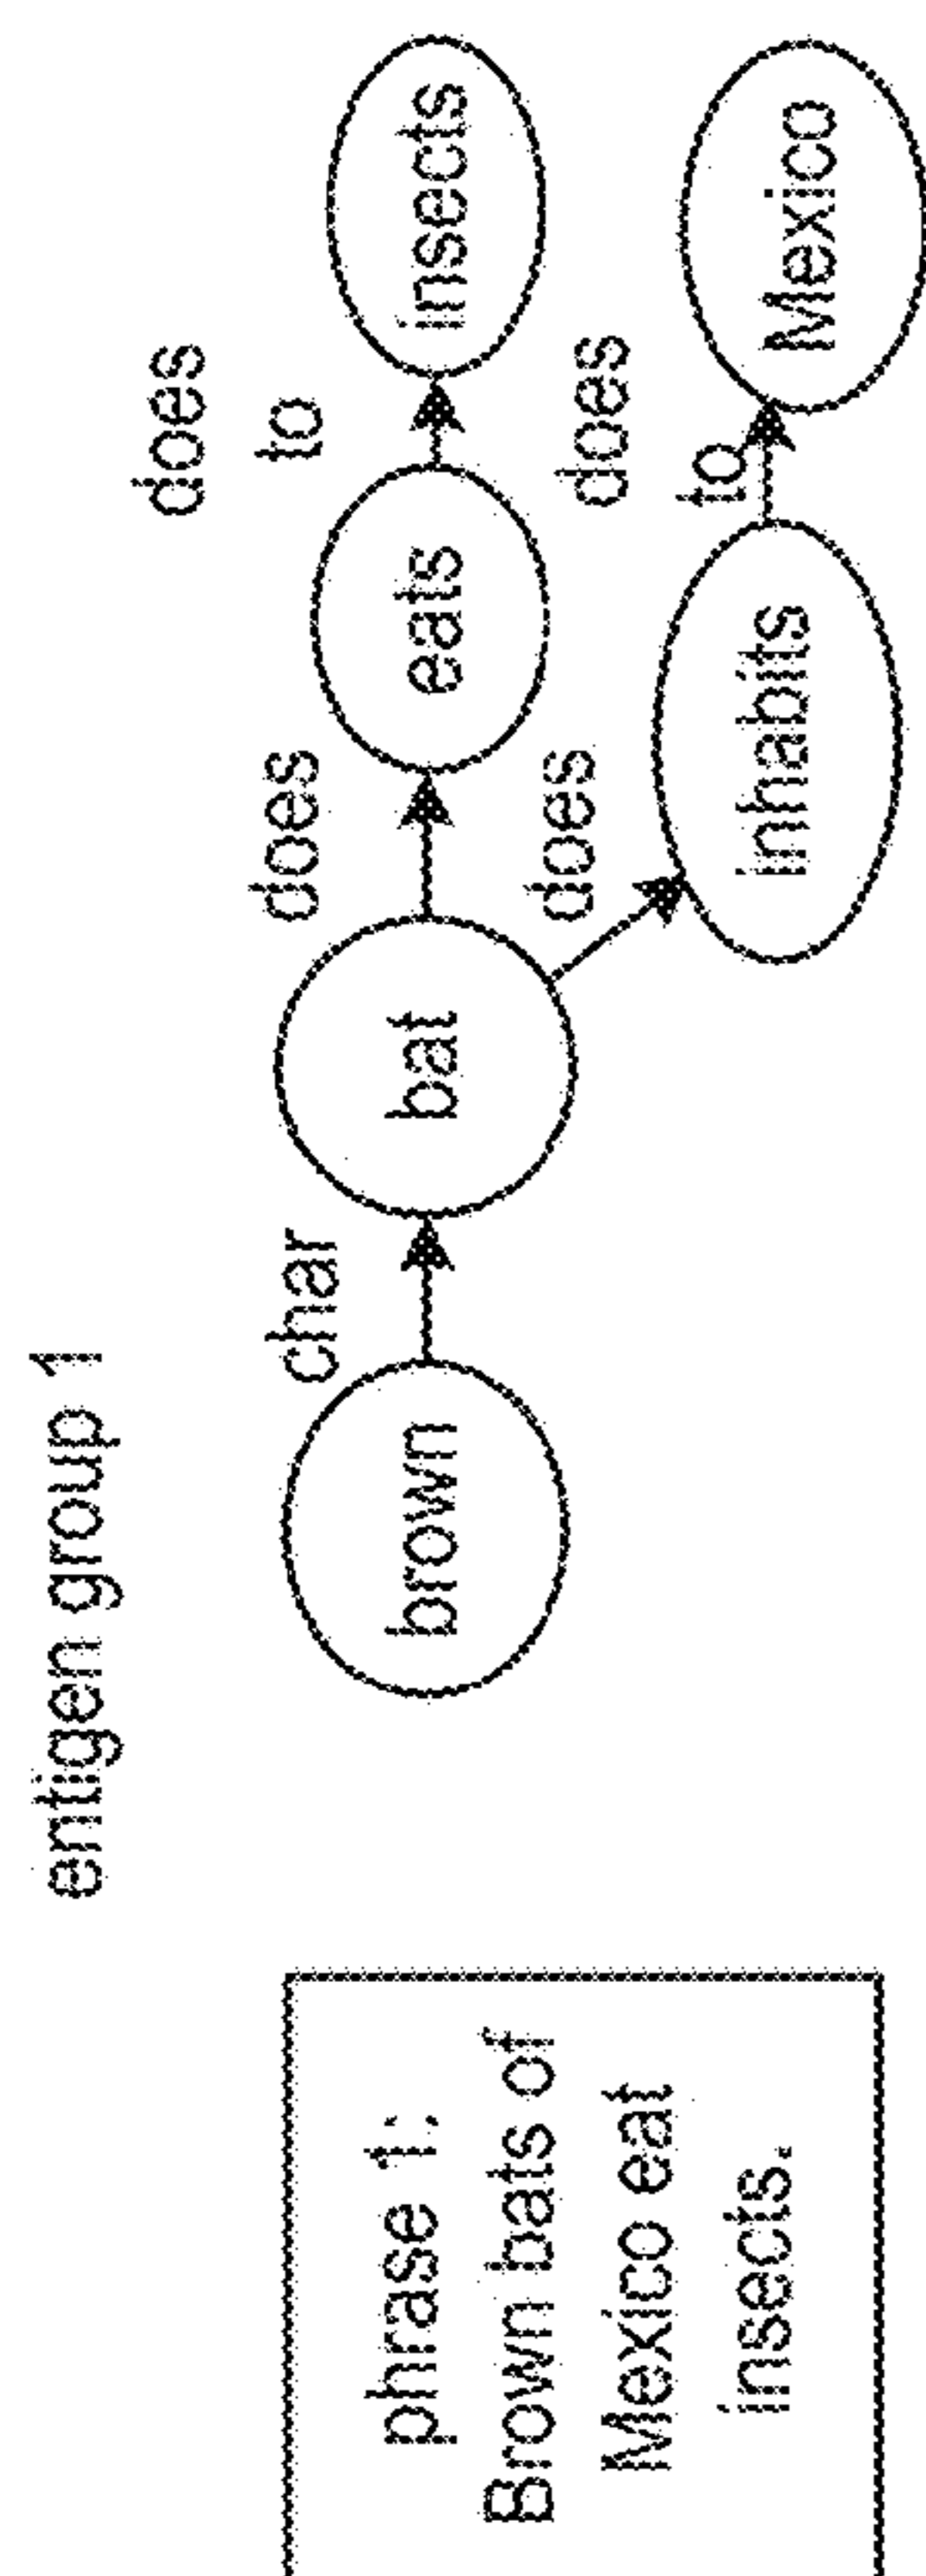 entigen group 1
phrase 1:
Brown bats of
Mexico eat
insects.
brown
char
bat
does
eats
does
to
insects
does
inhabits
does
to
Mexico